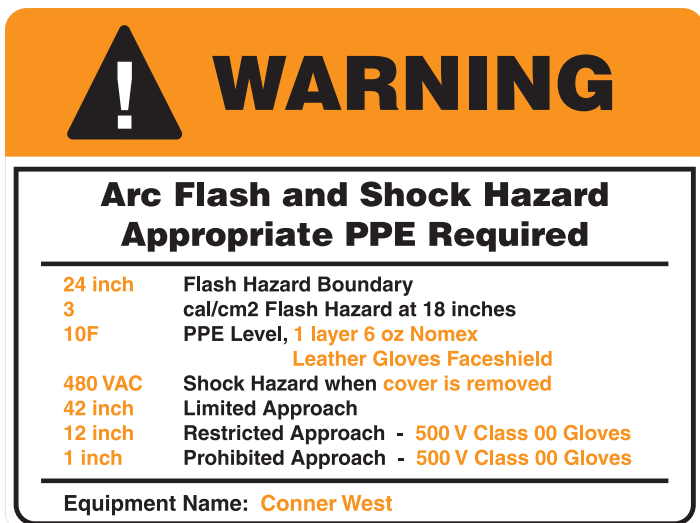 WARNING
Arc Flash and Shock Hazard
Appropriate PPE Required
24 inch Flash Hazard Boundary
3 cal/cm2 Flash Hazard at 18 inches
10F PPE Level, 1 layer 6 oz Nomex
Leather Gloves Faceshield
480 VAC Shock Hazard when cover is removed
42 inch Limited Approach
12 inch Restricted Approach - 500 V Class 00 Gloves
1 inch Prohibited Approach - 500 V Class 00 Gloves
Equipment Name: Conner West